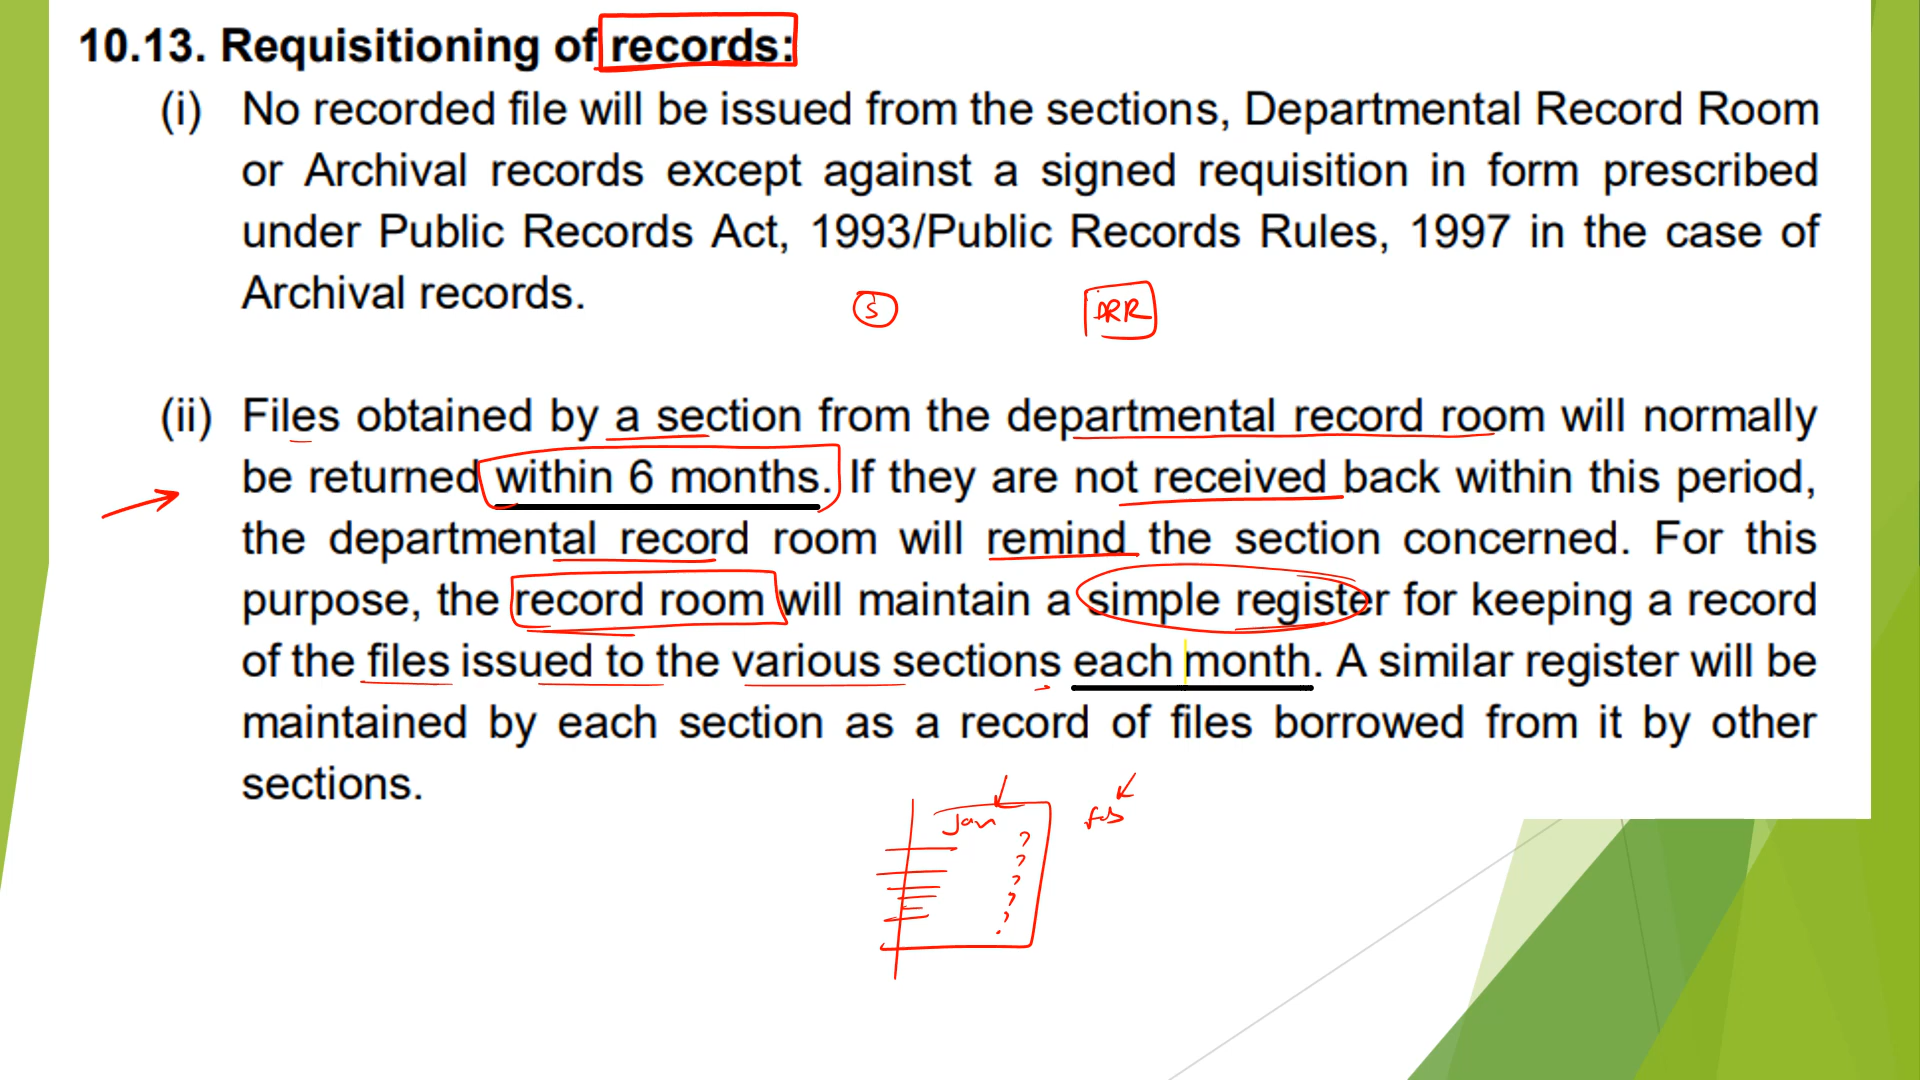 10.13. Requisitioning of records:
(i) No recorded file will be issued from the sections, Departmental Record Room
or Archival records except against a signed requisition in form prescribed
under Public Records Act, 1993/Public Records Rules, 1997 in the case of
Archival records.
S DRR
(ii) Files obtained by a section from the departmental record room will normally
be returned within 6 months. If they are not received back within this period,
the departmental record room will remind the section concerned. For this
purpose, the record room will maintain a simple register for keeping a record
of the files issued to the various sections each month. A similar register will be
maintained by each section as a record of files borrowed from it by other
sections.
Jan Feb